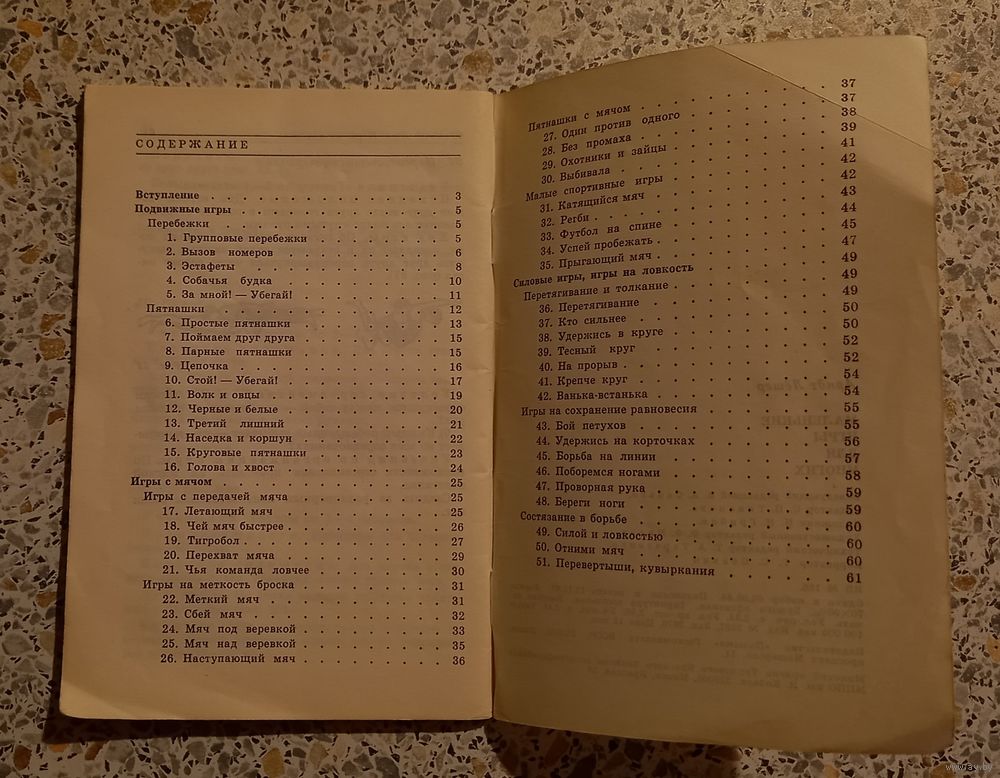 СОДЕРЖАНИЕ
Вступление . . . . . . . . . . . . 3
Подвижные игры . . . . . . . . . . 5
Перебежки . . . . . . . . . . . . 5
1. Групповые перебежки . . . . . . 5
2. Вызов номеров . . . . . . . . 6
3. Эстафеты . . . . . . . . . . 8
4. Собачья будка . . . . . . . . 10
5. За мной! — Убегай! . . . . . . 11
Пятнашки . . . . . . . . . . . . 12
6. Простые пятнашки . . . . . . . 13
7. Поймаем друг друга . . . . . . 15
8. Парные пятнашки . . . . . . . 15
9. Цепочка . . . . . . . . . . 16
10. Стой! — Убегай! . . . . . . . 17
11. Волк и овцы . . . . . . . . 19
12. Черные и белые . . . . . . . 20
13. Третий лишний . . . . . . . 21
14. Наседка и коршун . . . . . . 22
15. Круговые пятнашки . . . . . . 23
16. Голова и хвост . . . . . . . 24
Игры с мячом . . . . . . . . . . . 25
Игры с передачей мяча . . . . . . . 25
17. Летающий мяч . . . . . . . . 25
18. Чей мяч быстрее . . . . . . . 26
19. Тигробол . . . . . . . . . . 27
20. Перехват мяча . . . . . . . . 29
21. Чья команда ловчее . . . . . . 30
Игры на меткость броска . . . . . . 31
22. Меткий мяч . . . . . . . . 31
23. Сбей мяч . . . . . . . . . . 32
24. Мяч под веревкой . . . . . . . 33
25. Мяч над веревкой . . . . . . . 35
26. Наступающий мяч . . . . . . . 36
Пятнашки с мячом . . . . . . . . 37
27. Один против одного . . . . . . 37
28. Без промаха . . . . . . . . 38
29. Охотники и зайцы . . . . . . 39
30. Выбивала . . . . . . . . . . 41
Малые спортивные игры . . . . . . 42
31. Катящийся мяч . . . . . . . 42
32. Регби . . . . . . . . . . 43
33. Футбол на спине . . . . . . . 44
34. Успей пробежать . . . . . . . 45
35. Прыгающий мяч . . . . . . . 47
Силовые игры, игры на ловкость . . . . . 49
Перетягивание и толкание . . . . . . 49
36. Перетягивание . . . . . . . 49
37. Кто сильнее . . . . . . . . 50
38. Удержись в круге . . . . . . 50
39. Тесный круг . . . . . . . . 52
40. На прорыв . . . . . . . . . 52
41. Крепче круг . . . . . . . . 54
42. Ванька-встанька . . . . . . . 54
Игры на сохранение равновесия . . . . . 55
43. Бой петухов . . . . . . . . 55
44. Удержись на корточках . . . . . 56
45. Борьба на линии . . . . . . . 57
46. Поборемся ногами . . . . . . 58
47. Проворная рука . . . . . . . 59
48. Береги ноги . . . . . . . . 59
Состязание в борьбе . . . . . . . . 60
49. Силой и ловкостью . . . . . . 60
50. Отними мяч . . . . . . . . 60
51. Перевертыши, кувыркания . . . . . 61
www.ay.by